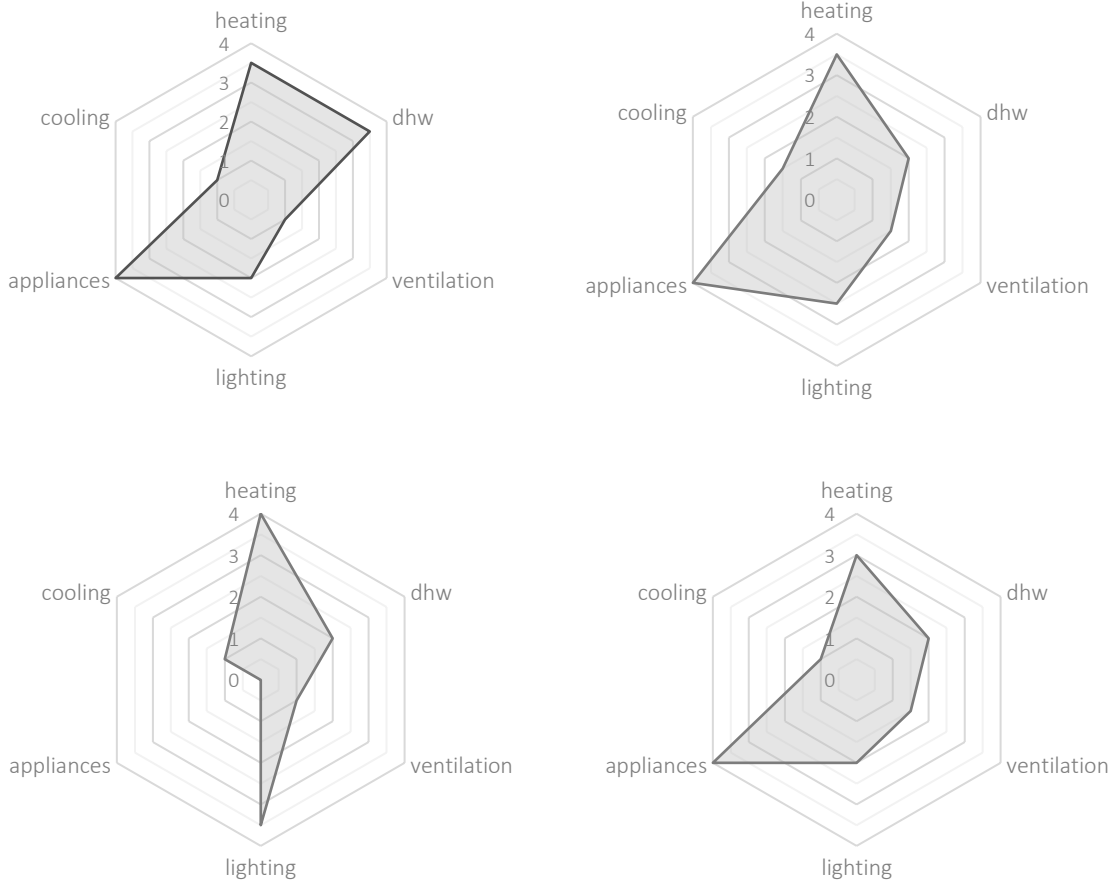 heating
4
3
2
1
0
cooling
dhw
appliances
ventilation
lighting
heating
4
3
2
1
0
cooling
dhw
appliances
ventilation
lighting
heating
4
3
2
1
0
cooling
dhw
appliances
ventilation
lighting
heating
4
3
2
1
0
cooling
dhw
appliances
ventilation
lighting